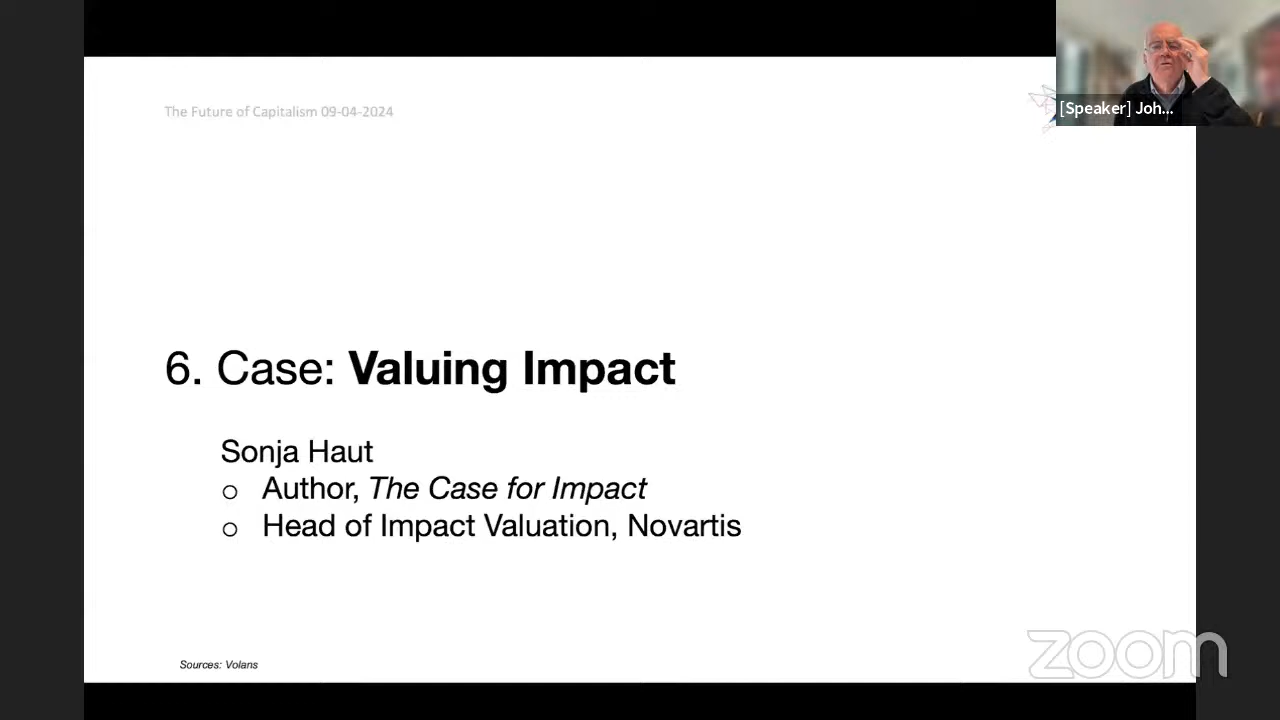 The Future of Capitalism 09-04-2024
[Speaker] Joh...
6. Case: Valuing Impact
Sonja Haut
o Author, The Case for Impact
o Head of Impact Valuation, Novartis
Sources: Volans
zoom